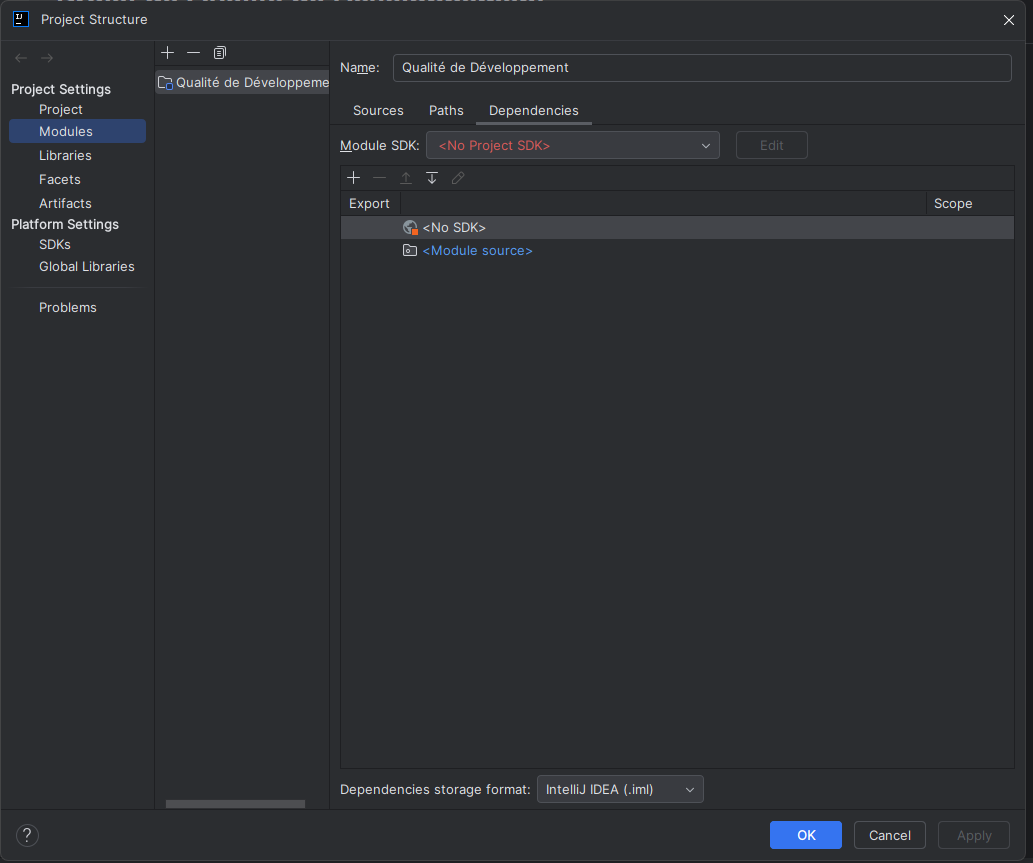 Project Structure
Project Settings
Project
Modules
Libraries
Facets
Artifacts
Platform Settings
SDKs
Global Libraries
Problems
Qualité de Développeme
Name: Qualité de Développement
Sources Paths Dependencies
Module SDK: <No Project SDK> Edit
Export Scope
<No SDK>
<Module source>
Dependencies storage format: IntelliJ IDEA (.iml)
? OK Cancel Apply